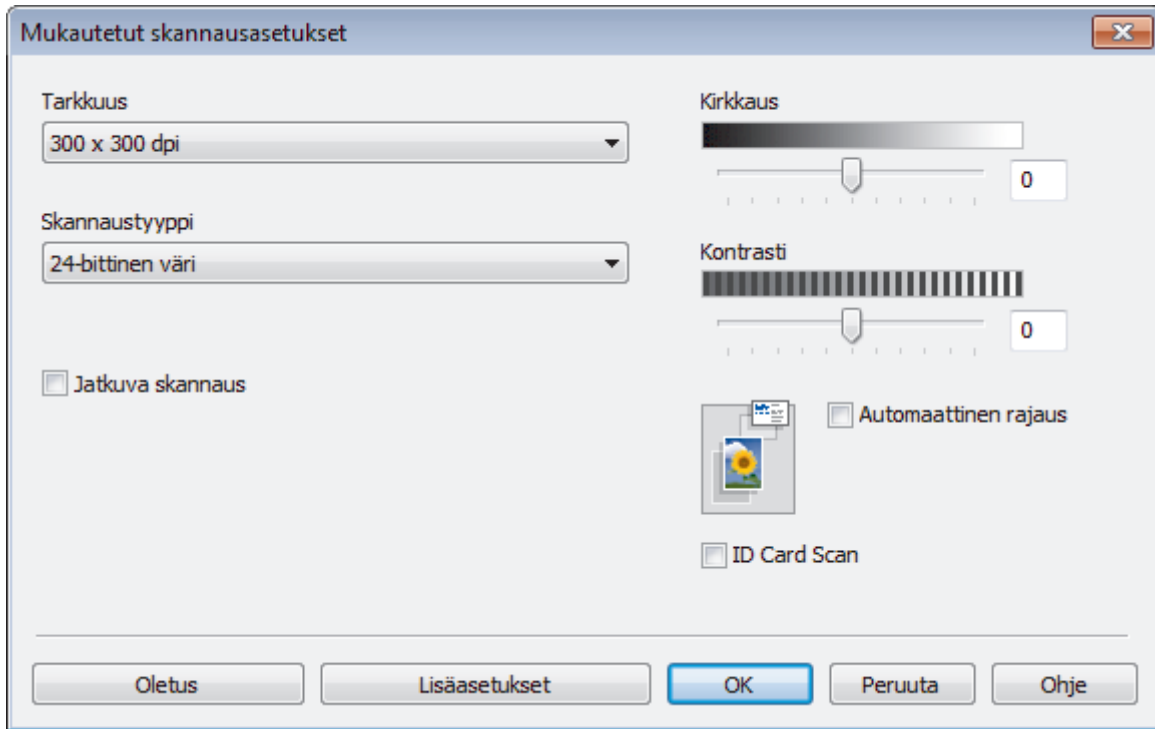 Mukautetut skannausasetukset
Tarkkuus
300 x 300 dpi
Skannaustyyppi
24-bittinen väri
Jatkuva skannaus
Kirkkaus
0
Kontrasti
0
Automaattinen rajaus
ID Card Scan
Oletus
Lisäasetukset
OK
Peruuta
Ohje